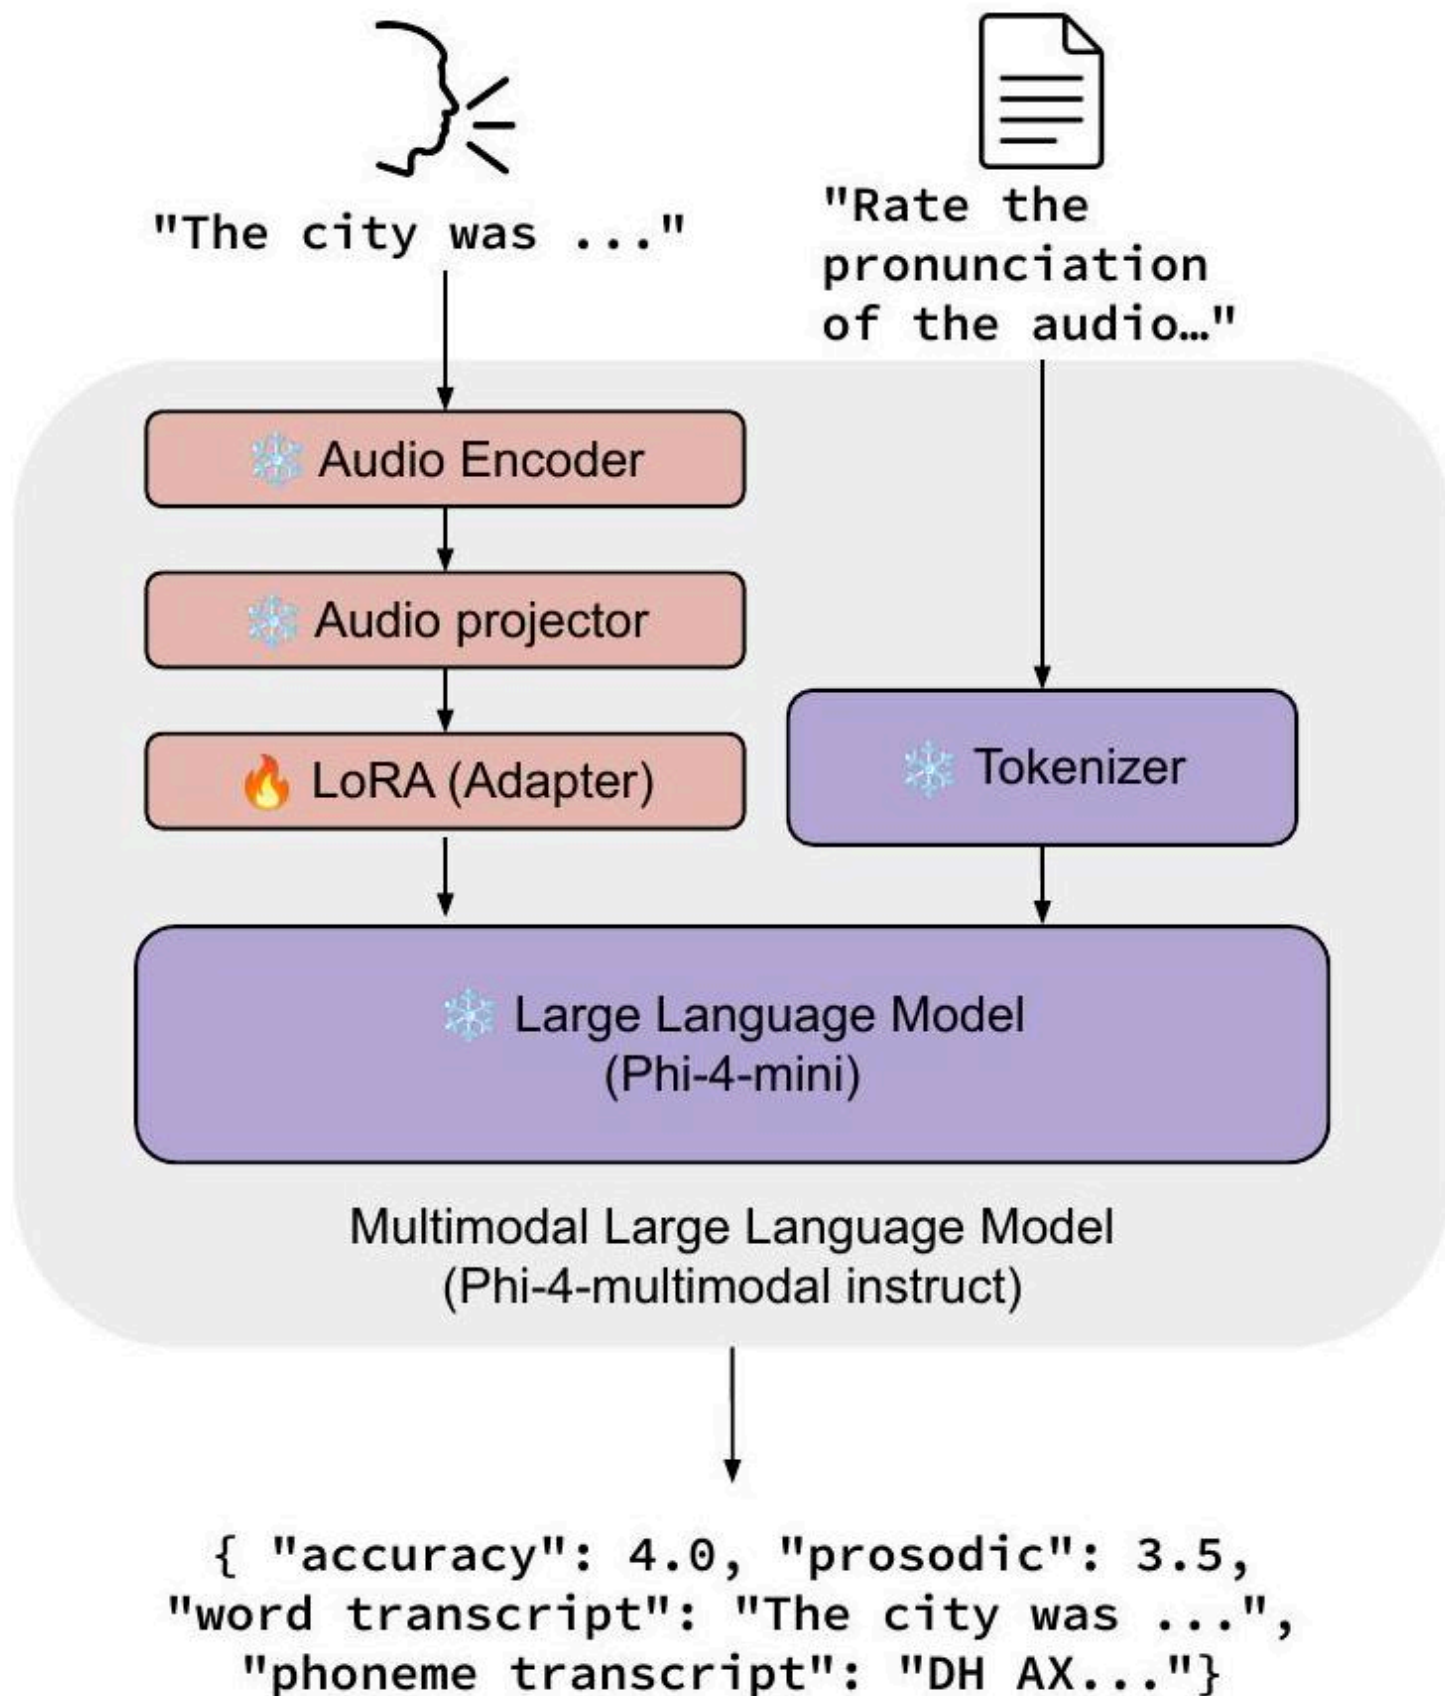 "The city was ..."
"Rate the
pronunciation
of the audio…"
Audio Encoder
Audio projector
LoRA (Adapter)
Tokenizer
Large Language Model
(Phi-4-mini)
Multimodal Large Language Model
(Phi-4-multimodal instruct)
{ "accuracy": 4.0, "prosodic": 3.5,
"word transcript": "The city was ...",
"phoneme transcript": "DH AX..."}